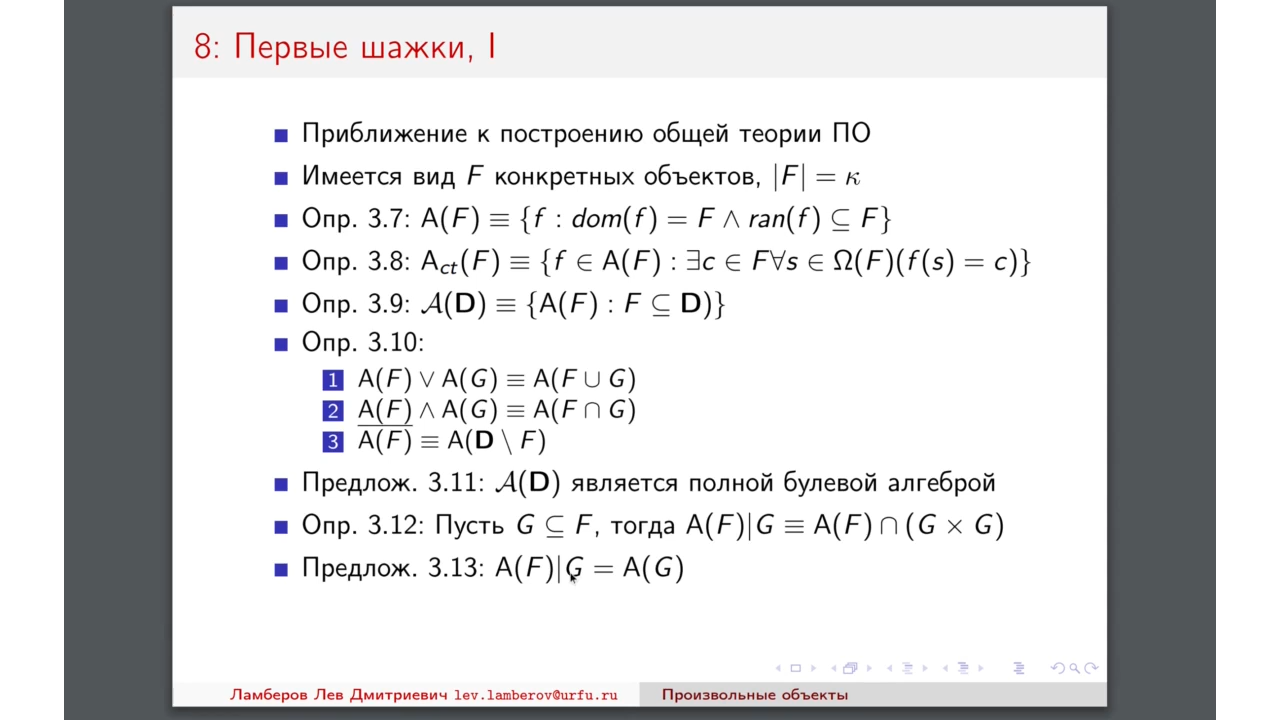 8: Первые шажки, I
Приближение к построению общей теории ПО
Имеется вид F конкретных объектов, |F| = κ
Опр. 3.7: A(F) ≡ {f : dom(f) = F ∧ ran(f) ⊆ F}
Опр. 3.8: A_ct(F) ≡ {f ∈ A(F) : ∃c ∈ F∀s ∈ Ω(F)(f(s) = c)}
Опр. 3.9: 𝒜(D) ≡ {A(F) : F ⊆ D)}
Опр. 3.10:
1 A(F) ∨ A(G) ≡ A(F ∪ G)
2 A(F) ∧ A(G) ≡ A(F ∩ G)
3 A̅(̅F̅)̅ ≡ A(D \ F)
Предлож. 3.11: 𝒜(D) является полной булевой алгеброй
Опр. 3.12: Пусть G ⊆ F, тогда A(F)|G ≡ A(F) ∩ (G × G)
Предлож. 3.13: A(F)|G = A(G)
Ламберов Лев Дмитриевич lev.lamberov@urfu.ru
Произвольные объекты